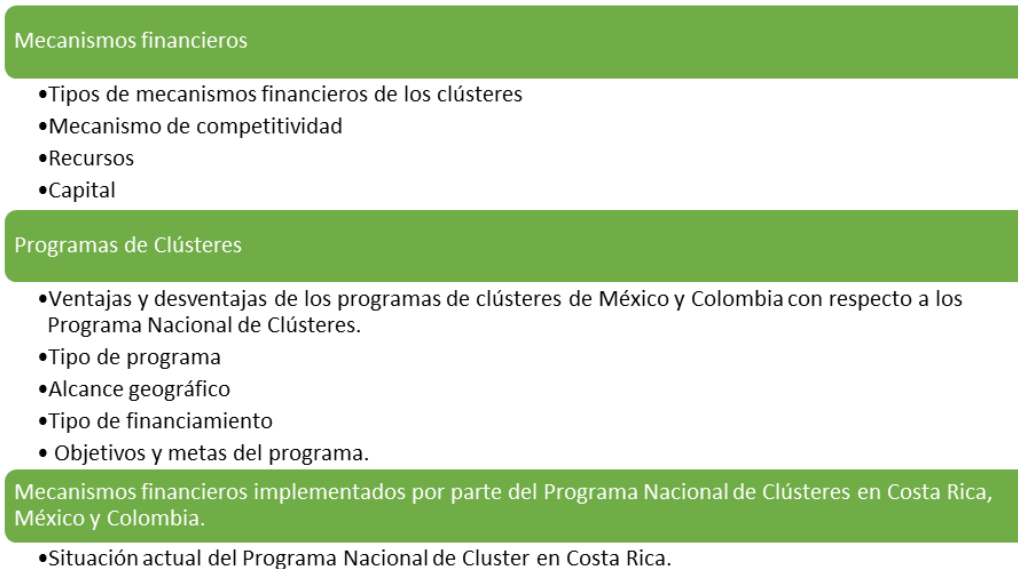 Mecanismos financieros
•Tipos de mecanismos financieros de los clústeres
•Mecanismo de competitividad
•Recursos
•Capital
Programas de Clústeres
•Ventajas y desventajas de los programas de clústeres de México y Colombia con respecto a los
Programa Nacional de Clústeres.
•Tipo de programa
•Alcance geográfico
•Tipo de financiamiento
• Objetivos y metas del programa.
Mecanismos financieros implementados por parte del Programa Nacional de Clústeres en Costa Rica,
México y Colombia.
•Situación actual del Programa Nacional de Cluster en Costa Rica.